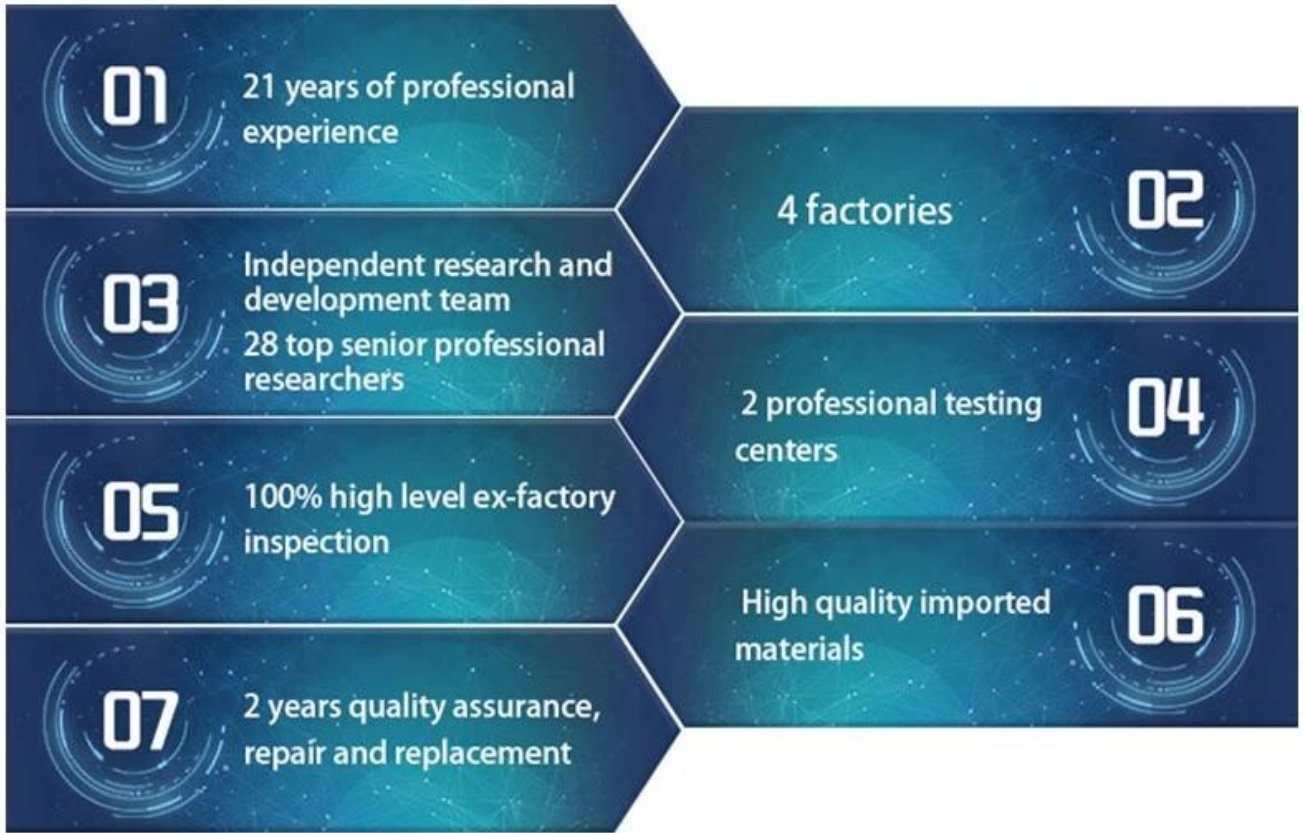 01
21 years of professional
experience
4 factories
02
03
Independent research and
development team
28 top senior professional
researchers
2 professional testing
centers
04
05
100% high level ex-factory
inspection
High quality imported
materials
06
07
2 years quality assurance,
repair and replacement